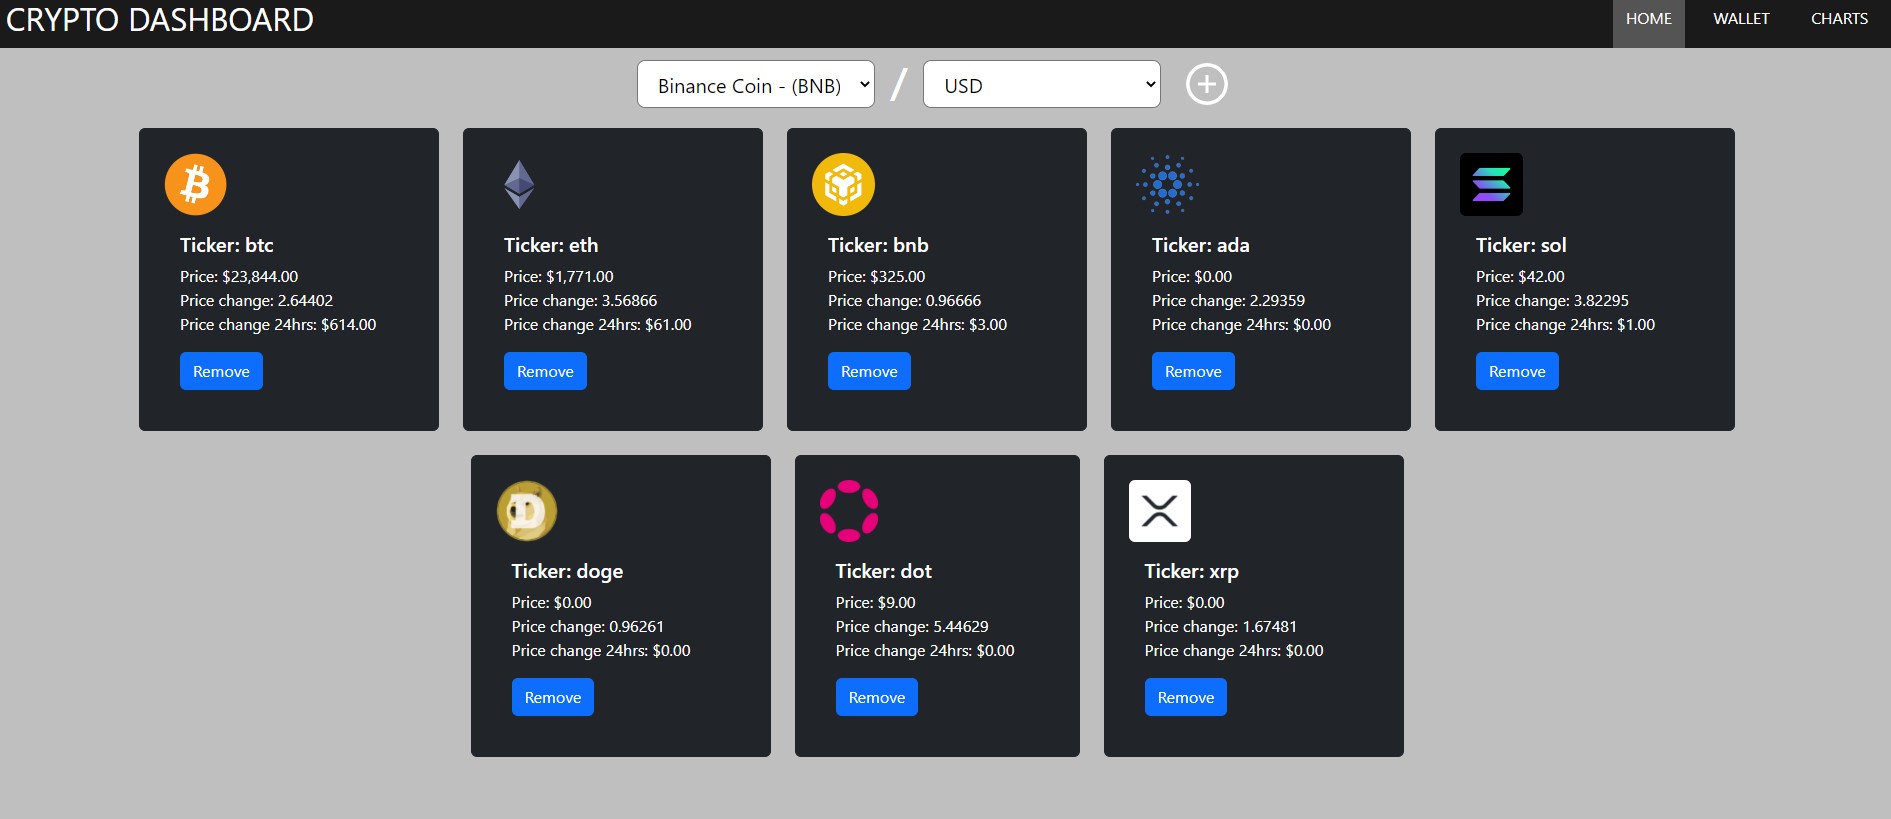 CRYPTO DASHBOARD
HOME WALLET CHARTS
Binance Coin - (BNB) / USD
Ticker: btc
Price: $23,844.00
Price change: 2.64402
Price change 24hrs: $614.00
Remove
Ticker: eth
Price: $1,771.00
Price change: 3.56866
Price change 24hrs: $61.00
Remove
Ticker: bnb
Price: $325.00
Price change: 0.96666
Price change 24hrs: $3.00
Remove
Ticker: ada
Price: $0.00
Price change: 2.29359
Price change 24hrs: $0.00
Remove
Ticker: sol
Price: $42.00
Price change: 3.82295
Price change 24hrs: $1.00
Remove
Ticker: doge
Price: $0.00
Price change: 0.96261
Price change 24hrs: $0.00
Remove
Ticker: dot
Price: $9.00
Price change: 5.44629
Price change 24hrs: $0.00
Remove
Ticker: xrp
Price: $0.00
Price change: 1.67481
Price change 24hrs: $0.00
Remove